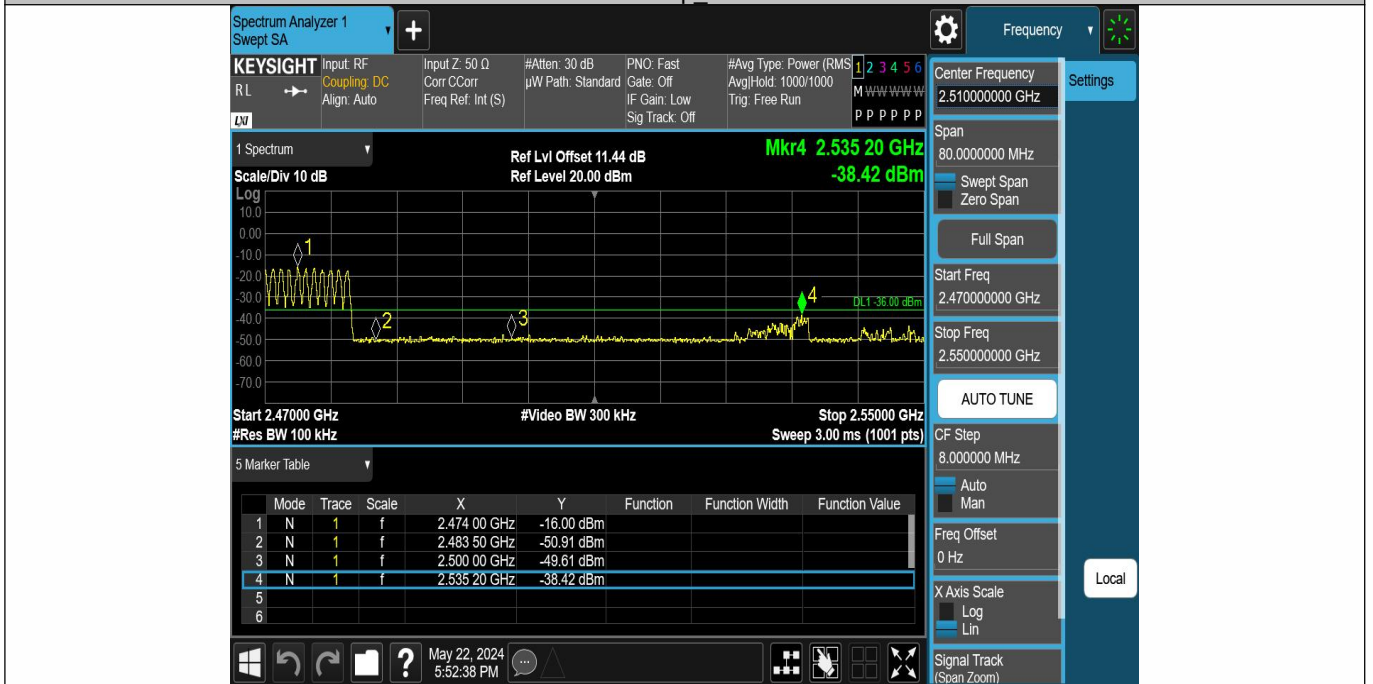 Spectrum Analyzer 1
Swept SA
+
Frequency
KEYSIGHT
RL
LXI
Input: RF
Coupling: DC
Align: Auto
Input Z: 50 Ω
Corr CCorr
Freq Ref: Int (S)
#Atten: 30 dB
µW Path: Standard
PNO: Fast
Gate: Off
IF Gain: Low
Sig Track: Off
#Avg Type: Power (RMS
Avg|Hold: 1000/1000
Trig: Free Run
1 2 3 4 5 6
M W W W W W
P P P P P P
1 Spectrum
Scale/Div 10 dB
Ref Lvl Offset 11.44 dB
Ref Level 20.00 dBm
Mkr4 2.535 20 GHz
-38.42 dBm
Log
10.0
0.00
-10.0
-20.0
-30.0
-40.0
-50.0
-60.0
-70.0
1
2
3
4
DL1 -36.00 dBm
Start 2.47000 GHz
#Res BW 100 kHz
#Video BW 300 kHz
Stop 2.55000 GHz
Sweep 3.00 ms (1001 pts)
5 Marker Table
Mode Trace Scale X Y Function Function Width Function Value
1 N 1 f 2.474 00 GHz -16.00 dBm
2 N 1 f 2.483 50 GHz -50.91 dBm
3 N 1 f 2.500 00 GHz -49.61 dBm
4 N 1 f 2.535 20 GHz -38.42 dBm
5
6
Center Frequency
2.510000000 GHz
Span
80.0000000 MHz
Swept Span
Zero Span
Full Span
Start Freq
2.470000000 GHz
Stop Freq
2.550000000 GHz
AUTO TUNE
CF Step
8.000000 MHz
Auto
Man
Freq Offset
0 Hz
X Axis Scale
Log
Lin
Signal Track
(Span Zoom)
Settings
Local
?
May 22, 2024
5:52:38 PM